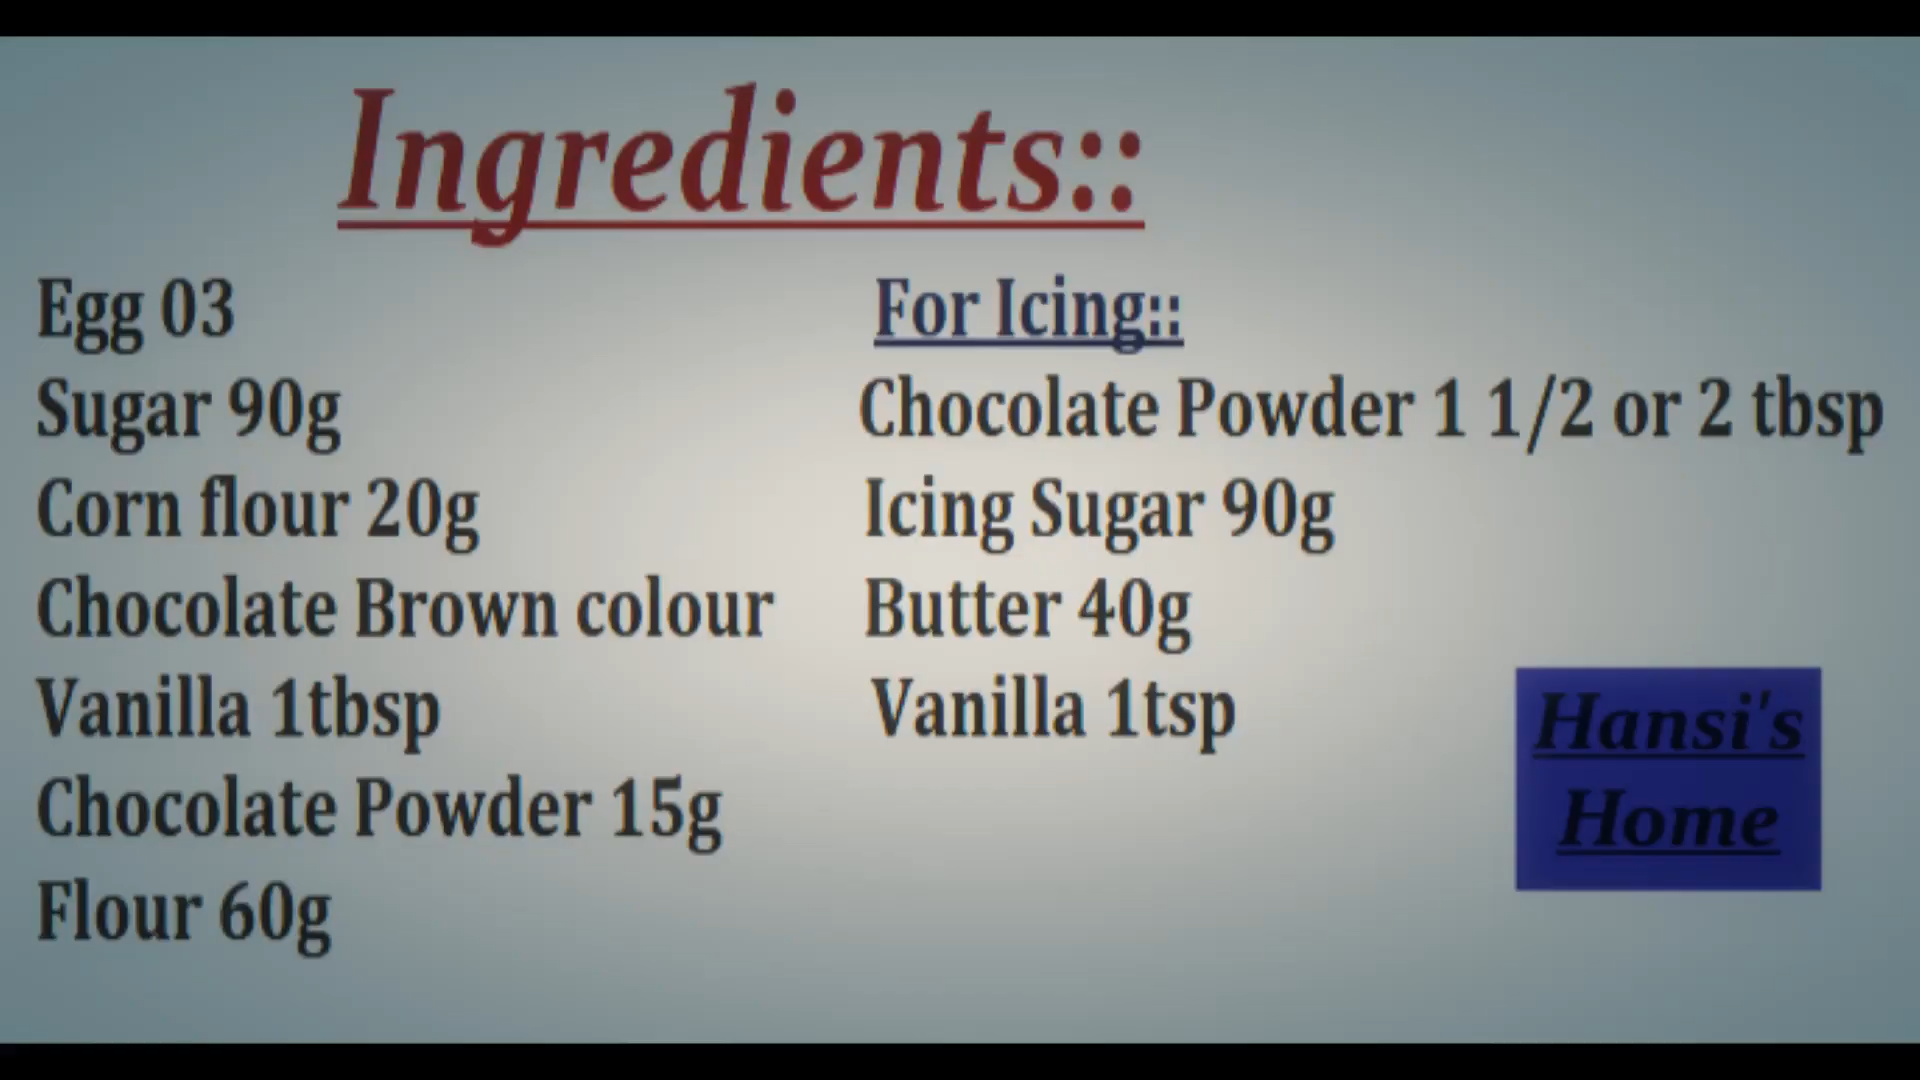 Ingredients::
Egg 03
Sugar 90g
Corn flour 20g
Chocolate Brown colour
Vanilla 1tbsp
Chocolate Powder 15g
Flour 60g
For Icing::
Chocolate Powder 1 1/2 or 2 tbsp
Icing Sugar 90g
Butter 40g
Vanilla 1tsp
Hansi's
Home